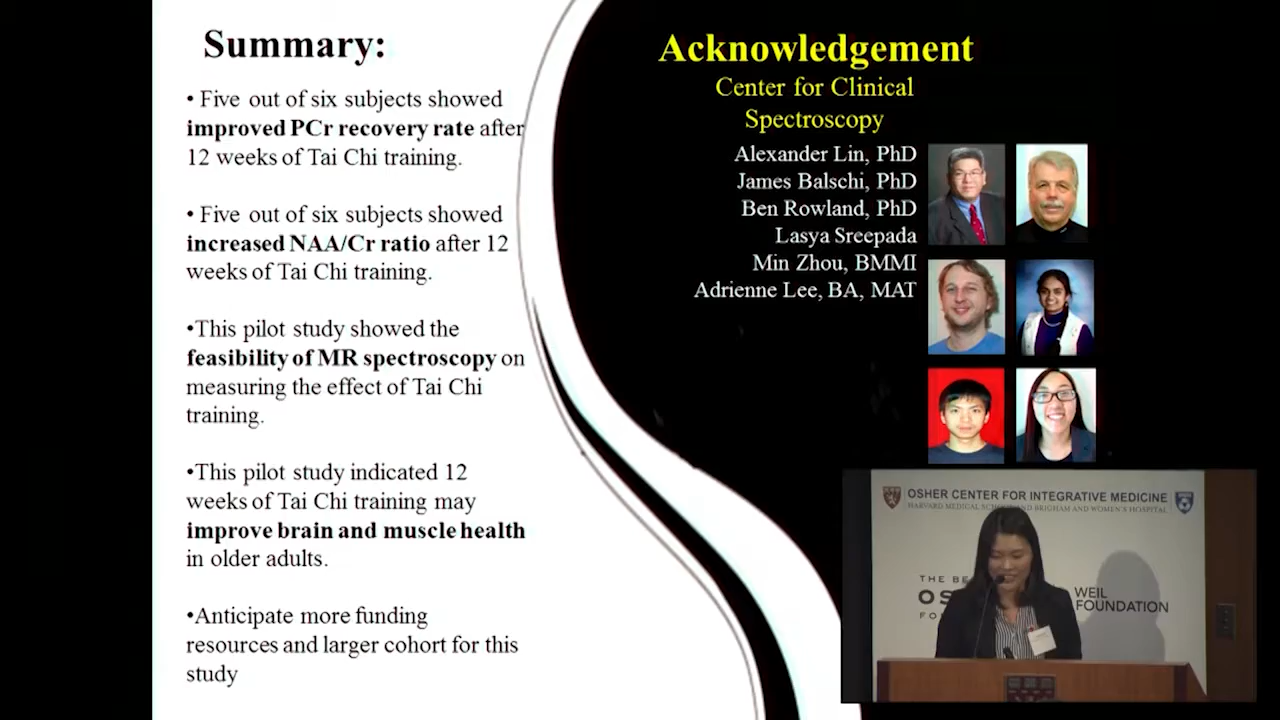 Summary:
• Five out of six subjects showed
improved PCr recovery rate after
12 weeks of Tai Chi training.
• Five out of six subjects showed
increased NAA/Cr ratio after 12
weeks of Tai Chi training.
•This pilot study showed the
feasibility of MR spectroscopy on
measuring the effect of Tai Chi
training.
•This pilot study indicated 12
weeks of Tai Chi training may
improve brain and muscle health
in older adults.
•Anticipate more funding
resources and larger cohort for this
study
Acknowledgement
Center for Clinical
Spectroscopy
Alexander Lin, PhD
James Balschi, PhD
Ben Rowland, PhD
Lasya Sreepada
Min Zhou, BMMI
Adrienne Lee, BA, MAT
OSHER CENTER FOR INTEGRATIVE MEDICINE
HARVARD MEDICAL SCHOOL AND BRIGHAM AND WOMEN'S HOSPITAL
THE BE
OS
FO
WEIL
FOUNDATION